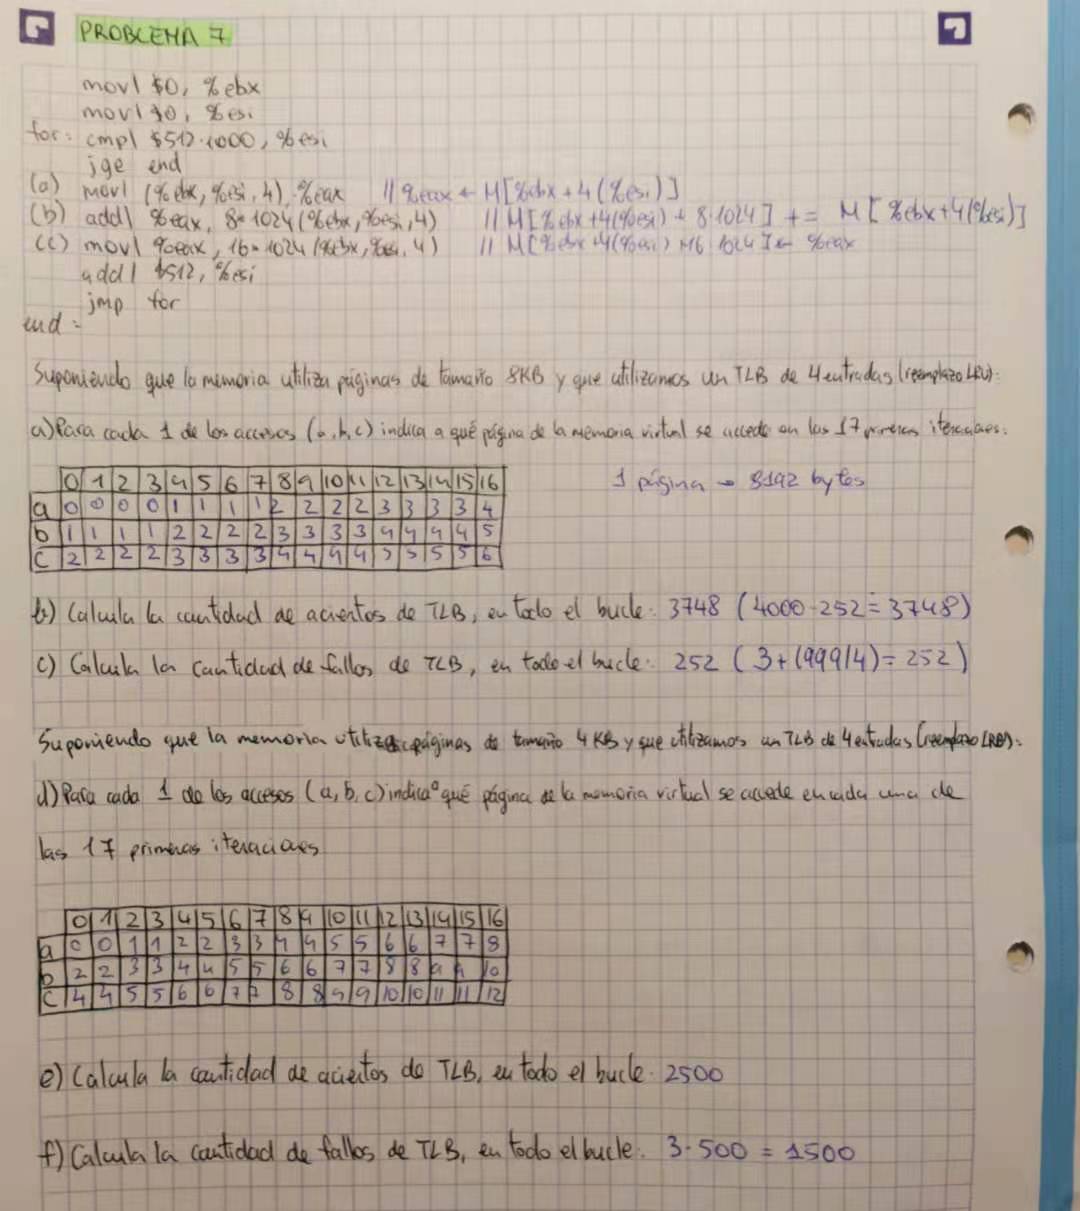 PROBLEMA 7
movl $0, %ebx
movl $0, %esi
for: cmpl $512·1000, %esi
jge end
(a) movl (%ebx, %esi, 4), %eax // %eax ← M[%ebx + 4(%esi)]
(b) addl %eax, 8*1024(%ebx, %esi, 4) // M[%ebx+4(%esi) + 8·1024] += M[%ebx+4(%esi)]
(c) movl %eax, 16*1024(%ebx, %esi, 4) // M[%ebx+4(%esi)+16·1024] ← %eax
addl $512, %esi
jmp for
end:
Suponiendo que la memoria utiliza páginas de tamaño 8KB y que utilizamos un TLB de 4 entradas (reemplazo LRU):
a) Para cada 1 de los accesos (a, b, c) indica a qué página de la memoria virtual se accede en las 17 primeras iteraciones.
1 página → 8192 bytes
0 1 2 3 4 5 6 7 8 9 10 11 12 13 14 15 16
a 0 0 0 0 1 1 1 1 2 2 2 2 3 3 3 3 4
b 1 1 1 1 2 2 2 2 3 3 3 3 4 4 4 4 5
c 2 2 2 2 3 3 3 3 4 4 4 4 5 5 5 5 6
b) Calcula la cantidad de aciertos de TLB, en todo el bucle: 3748 (4000-252=3748)
c) Calcula la cantidad de fallos de TLB, en todo el bucle: 252 (3+(999/4)=252)
Suponiendo que la memoria utiliza páginas de tamaño 4KB y que utilizamos un TLB de 4 entradas (reemplazo LRU):
d) Para cada 1 de los accesos (a, b, c) indica a qué página de la memoria virtual se accede en cada una de
las 17 primeras iteraciones
0 1 2 3 4 5 6 7 8 9 10 11 12 13 14 15 16
a 0 0 1 1 2 2 3 3 4 4 5 5 6 6 7 7 8
b 2 2 3 3 4 4 5 5 6 6 7 7 8 8 9 9 10
c 4 4 5 5 6 6 7 7 8 8 9 9 10 10 11 11 12
e) Calcula la cantidad de aciertos de TLB, en todo el bucle. 2500
f) Calcula la cantidad de fallos de TLB, en todo el bucle. 3·500 = 1500